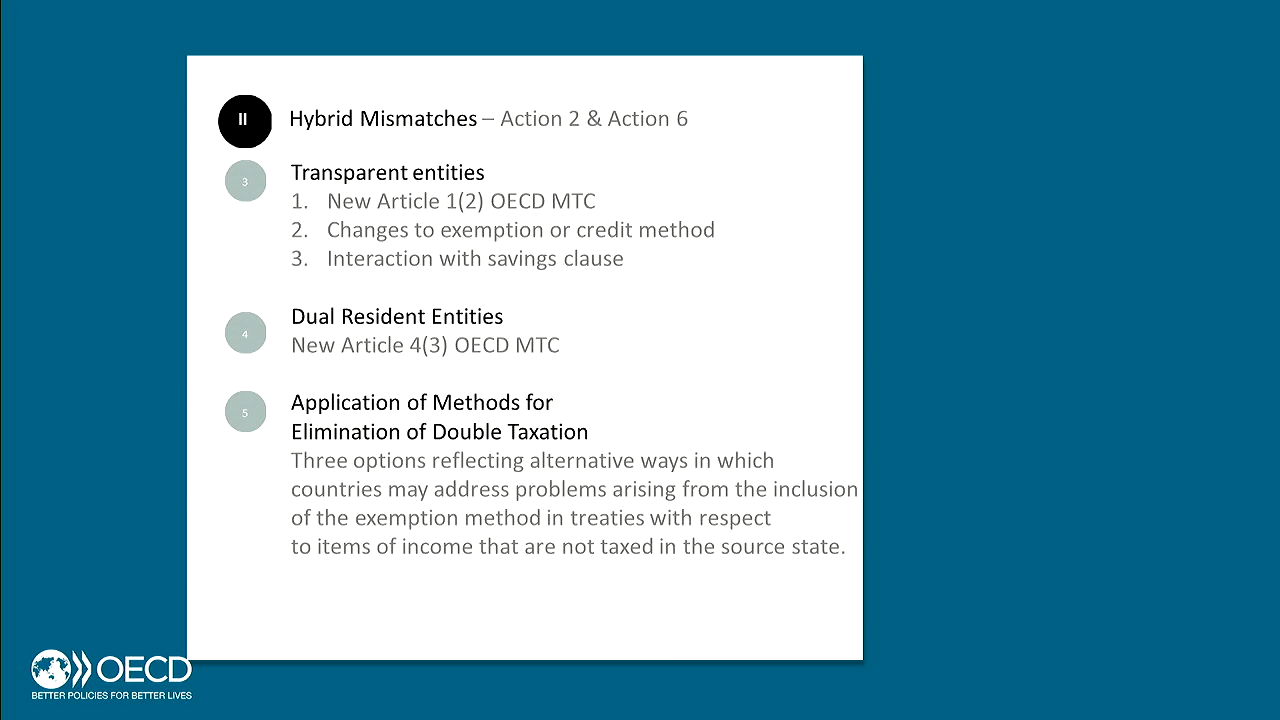 II
Hybrid Mismatches – Action 2 & Action 6
3
Transparent entities
1. New Article 1(2) OECD MTC
2. Changes to exemption or credit method
3. Interaction with savings clause
4
Dual Resident Entities
New Article 4(3) OECD MTC
5
Application of Methods for
Elimination of Double Taxation
Three options reflecting alternative ways in which
countries may address problems arising from the inclusion
of the exemption method in treaties with respect
to items of income that are not taxed in the source state.
OECD
BETTER POLICIES FOR BETTER LIVES